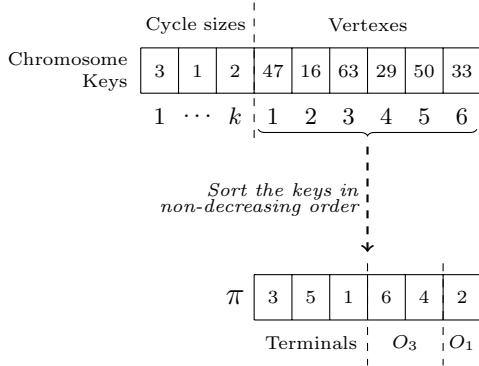 Cycle sizes Vertexes
Chromosome
Keys
3 1 2 47 16 63 29 50 33
1 ⋯ k 1 2 3 4 5 6
Sort the keys in
non-decreasing order
π 3 5 1 6 4 2
Terminals O₃ O₁